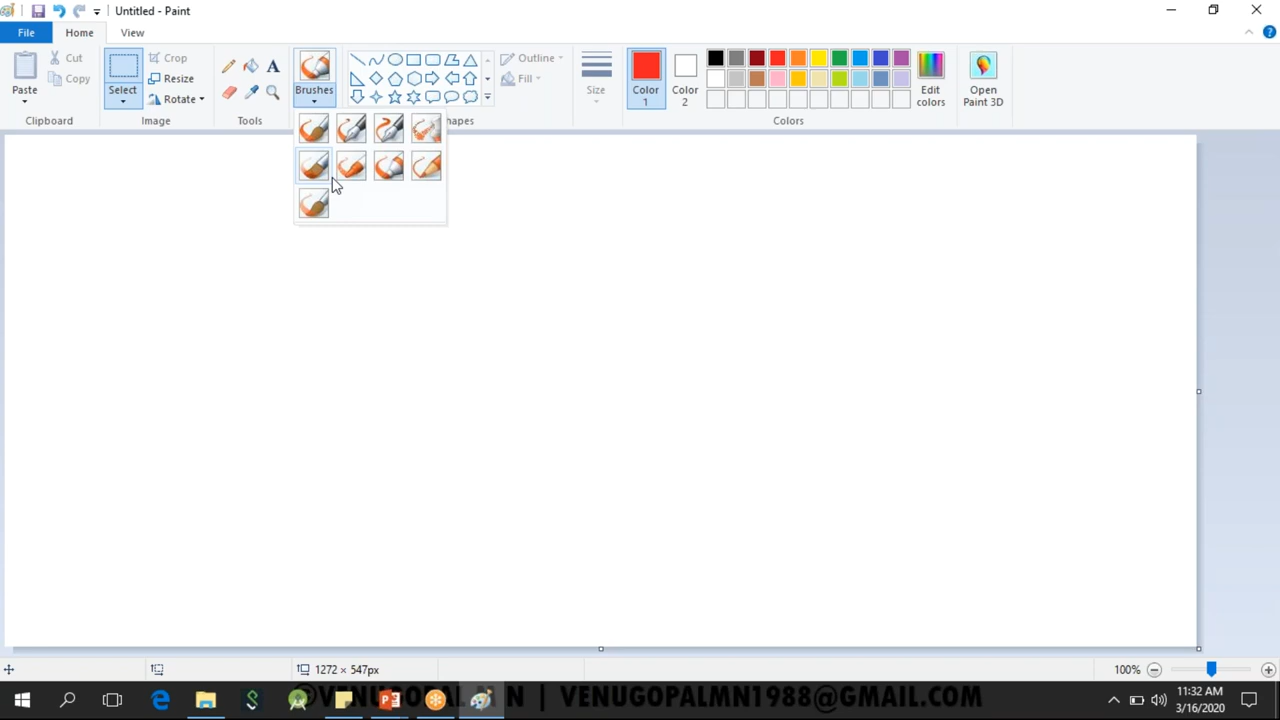 Untitled - Paint
File Home View
Paste
Cut
Copy
Clipboard
Select
Crop
Resize
Rotate
Image
A
Tools
Brushes
Outline
Fill
hapes
Size
Color
1
Color
2
Edit
colors
Colors
Open
Paint 3D
1272 × 547px
100%
©VENUGOPALMN | VENUGOPALMN1988@GMALL.COM
11:32 AM
3/16/2020